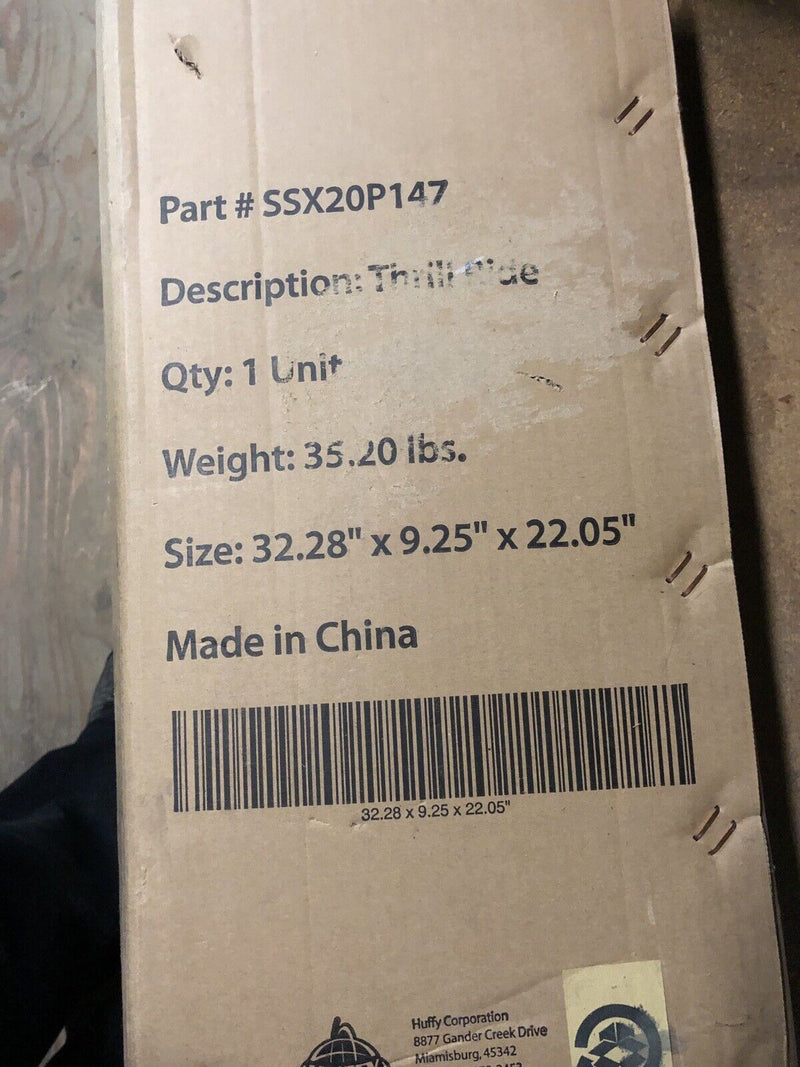 Part # SSX20P147
Description: Thrill Ride
Qty: 1 Unit
Weight: 35.20 lbs.
Size: 32.28" x 9.25" x 22.05"
Made in China
32.28 x 9.25 x 22.05"
Huffy Corporation
8877 Gander Creek Drive
Miamisburg, 45342